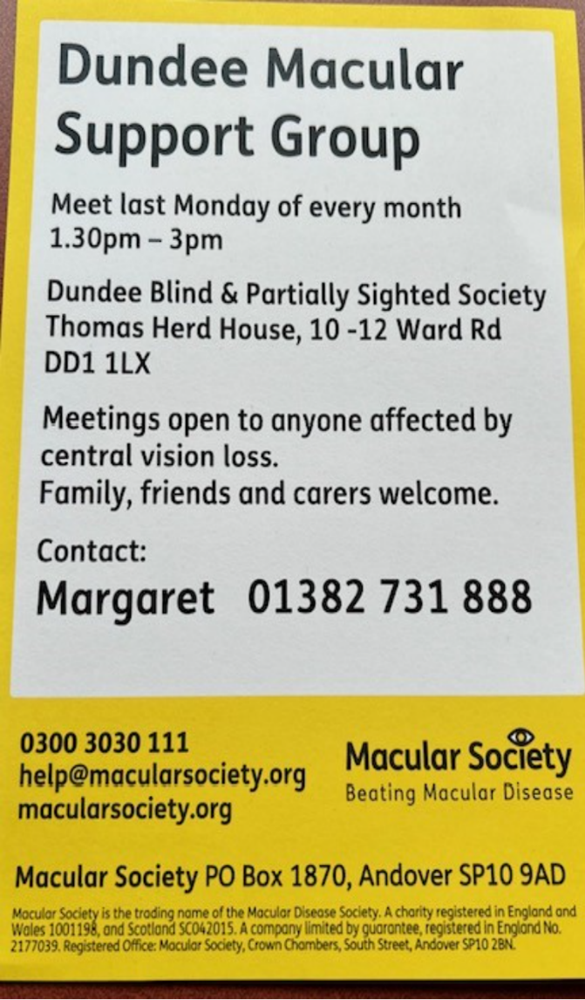 Dundee Macular
Support Group
Meet last Monday of every month
1.30pm – 3pm
Dundee Blind & Partially Sighted Society
Thomas Herd House, 10 -12 Ward Rd
DD1 1LX
Meetings open to anyone affected by
central vision loss.
Family, friends and carers welcome.
Contact:
Margaret 01382 731 888
0300 3030 111
help@macularsociety.org
macularsociety.org
Macular Society
Beating Macular Disease
Macular Society PO Box 1870, Andover SP10 9AD
Macular Society is the trading name of the Macular Disease Society. A charity registered in England and
Wales 1001198, and Scotland SC042015. A company limited by guarantee, registered in England No.
2177039. Registered Office: Macular Society, Crown Chambers, South Street, Andover SP10 2BN.